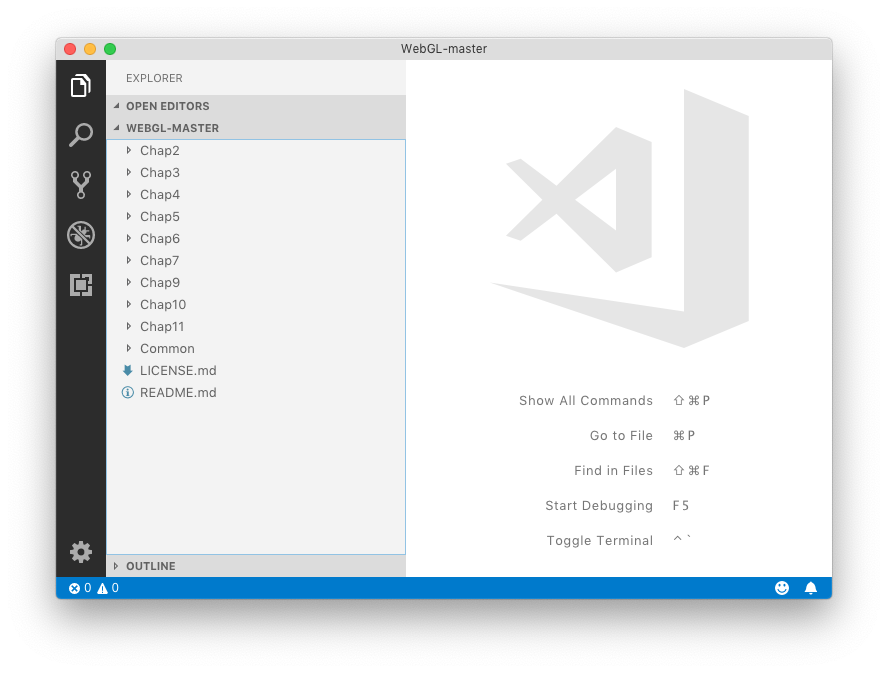 WebGL-master
EXPLORER
OPEN EDITORS
WEBGL-MASTER
Chap2
Chap3
Chap4
Chap5
Chap6
Chap7
Chap9
Chap10
Chap11
Common
LICENSE.md
README.md
OUTLINE
Show All Commands ⇧⌘P
Go to File ⌘P
Find in Files ⇧⌘F
Start Debugging F5
Toggle Terminal ^`
0 0